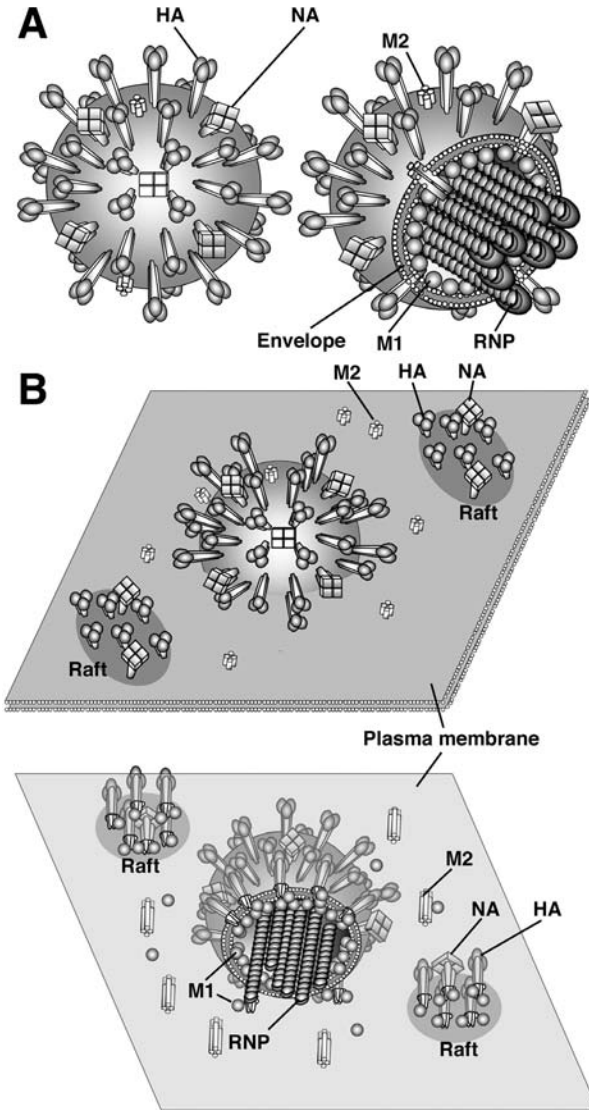 A
HA
NA
M2
Envelope
M1
RNP
B
M2
HA
NA
Raft
Raft
Plasma membrane
Raft
M2
NA
HA
M1
RNP
Raft